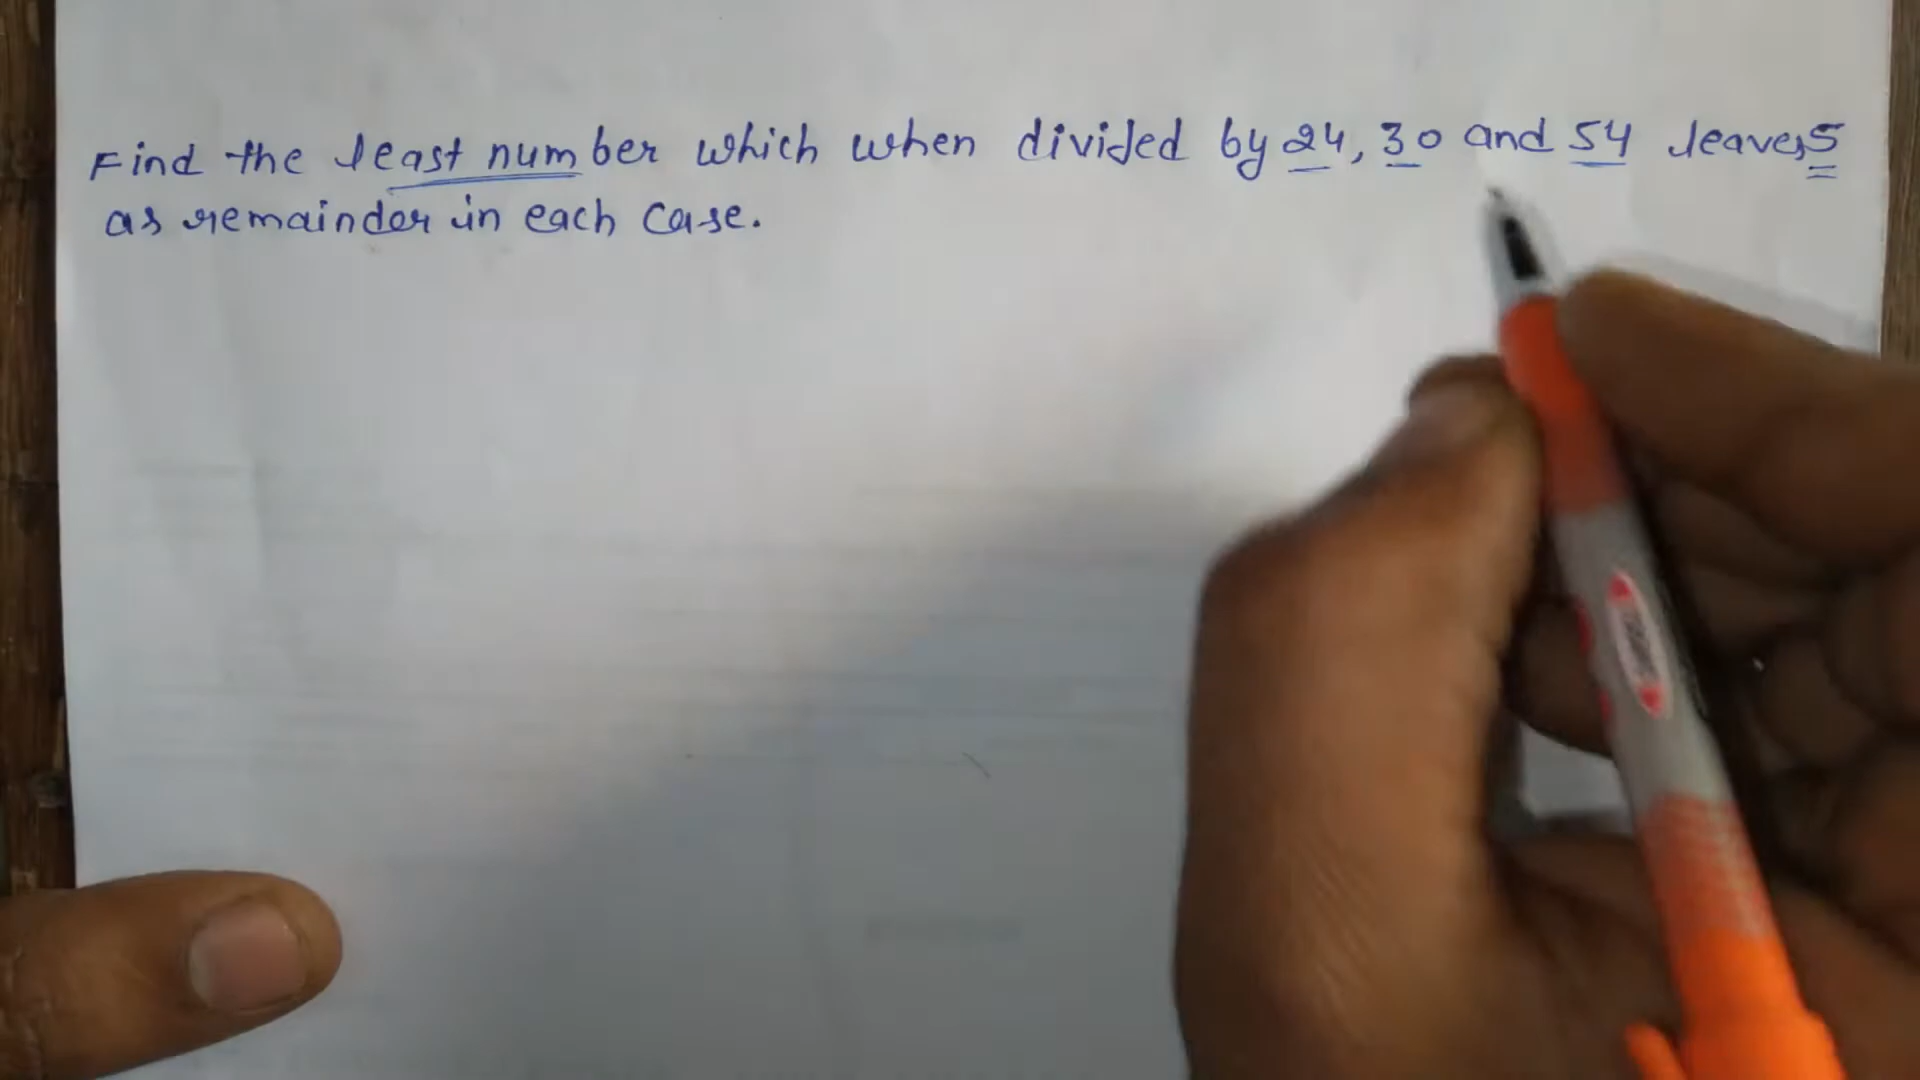 Find the least number which when divided by 24, 30 and 54 leaves 5
as remainder in each case.